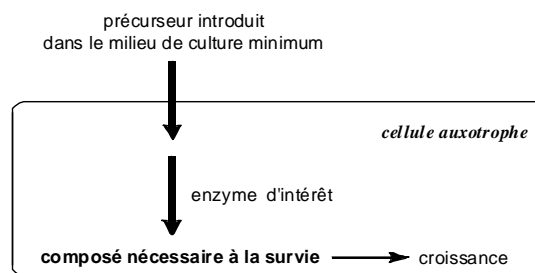 précurseur introduit
dans le milieu de culture minimum
cellule auxotrophe
enzyme d'intérêt
composé nécessaire à la survie
croissance